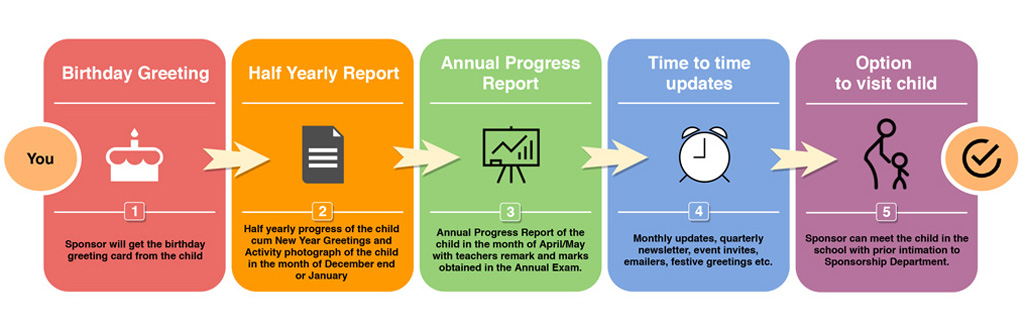 You
Birthday Greeting
1
Sponsor will get the birthday
greeting card from the child
Half Yearly Report
2
Half yearly progress of the child
cum New Year Greetings and
Activity photograph of the child
in the month of December end
or January
Annual Progress
Report
3
Annual Progress Report of the
child in the month of April/May
with teachers remark and marks
obtained in the Annual Exam.
Time to time
updates
4
Monthly updates, quarterly
newsletter, event invites,
emailers, festive greetings etc.
Option
to visit child
5
Sponsor can meet the child in the
school with prior intimation to
Sponsorship Department.